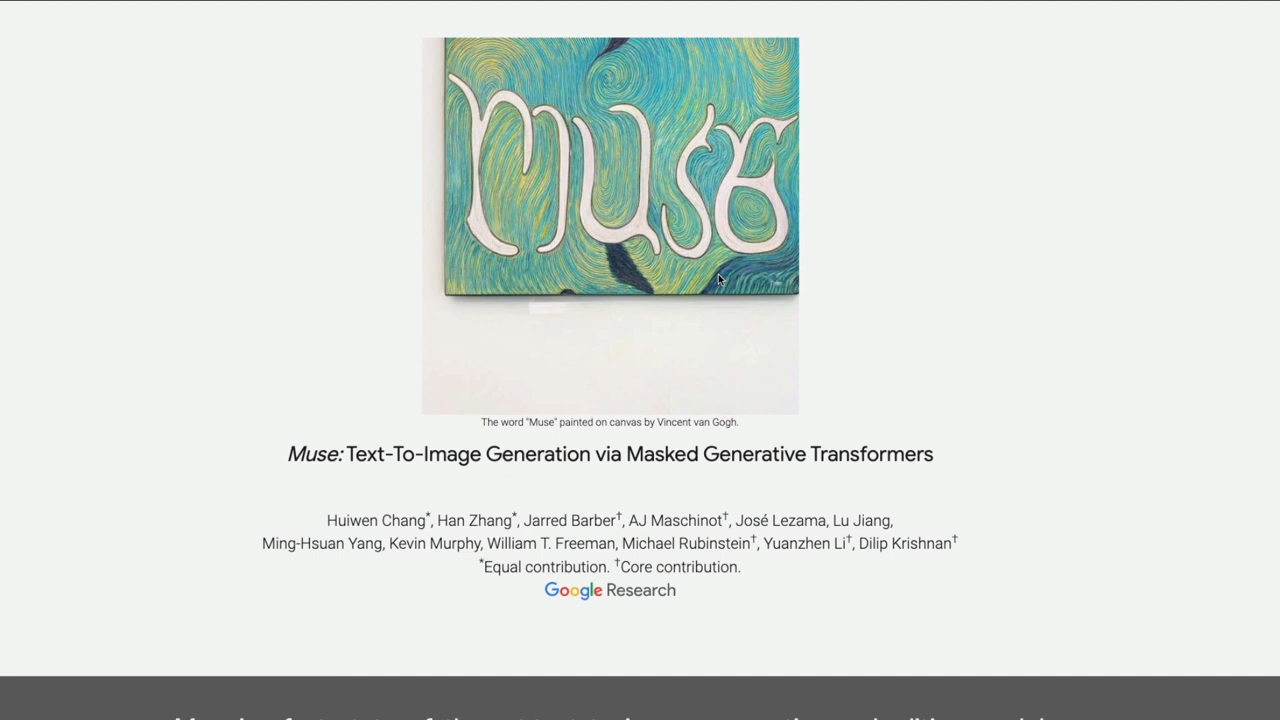 Muse
The word "Muse" painted on canvas by Vincent van Gogh.
Muse: Text-To-Image Generation via Masked Generative Transformers
Huiwen Chang*, Han Zhang*, Jarred Barber†, AJ Maschinot†, José Lezama, Lu Jiang,
Ming-Hsuan Yang, Kevin Murphy, William T. Freeman, Michael Rubinstein†, Yuanzhen Li†, Dilip Krishnan†
*Equal contribution. †Core contribution.
Google Research